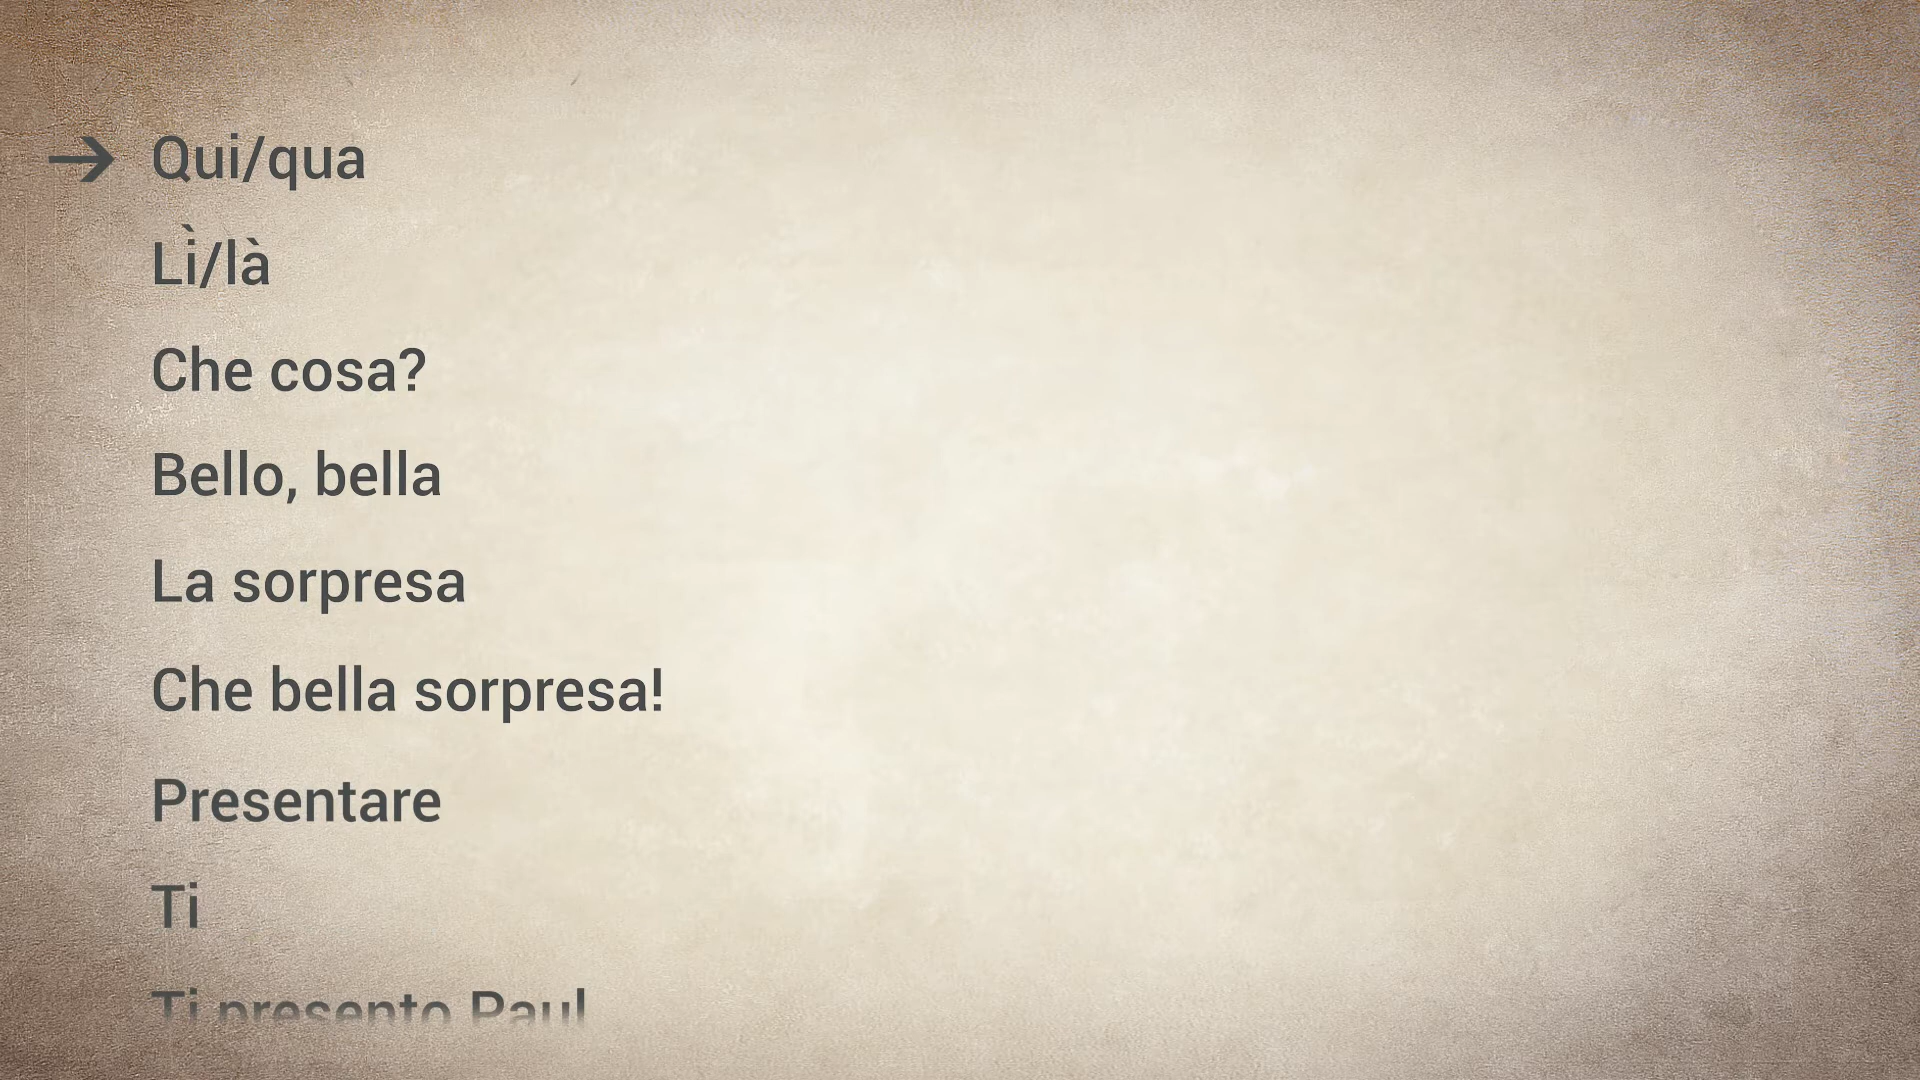 → Qui/qua
Lì/là
Che cosa?
Bello, bella
La sorpresa
Che bella sorpresa!
Presentare
Ti
Ti presento Paul